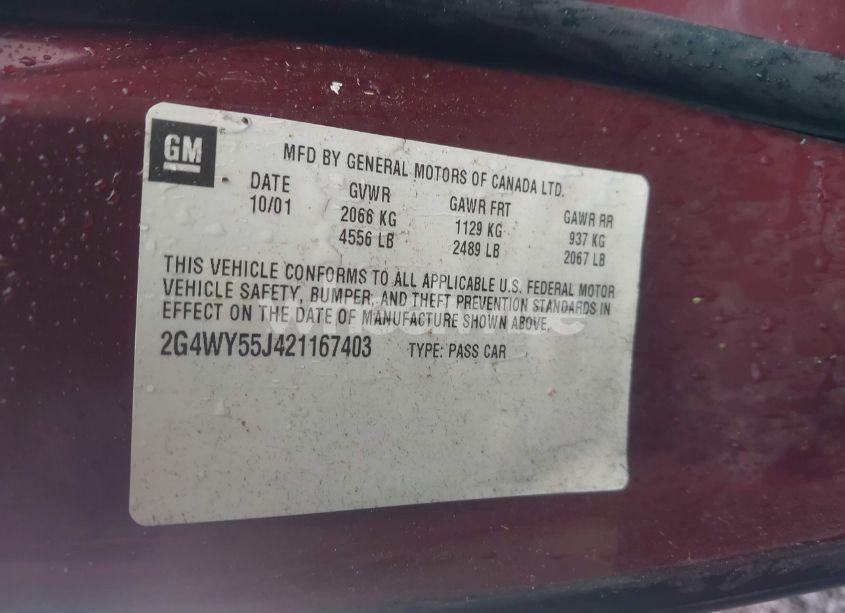 GM
MFD BY GENERAL MOTORS OF CANADA LTD.
DATE GVWR GAWR FRT GAWR RR
10/01 2066 KG 1129 KG 937 KG
4556 LB 2489 LB 2067 LB
THIS VEHICLE CONFORMS TO ALL APPLICABLE U.S. FEDERAL MOTOR
VEHICLE SAFETY, BUMPER, AND THEFT PREVENTION STANDARDS IN
EFFECT ON THE DATE OF MANUFACTURE SHOWN ABOVE.
2G4WY55J421167403 TYPE: PASS CAR